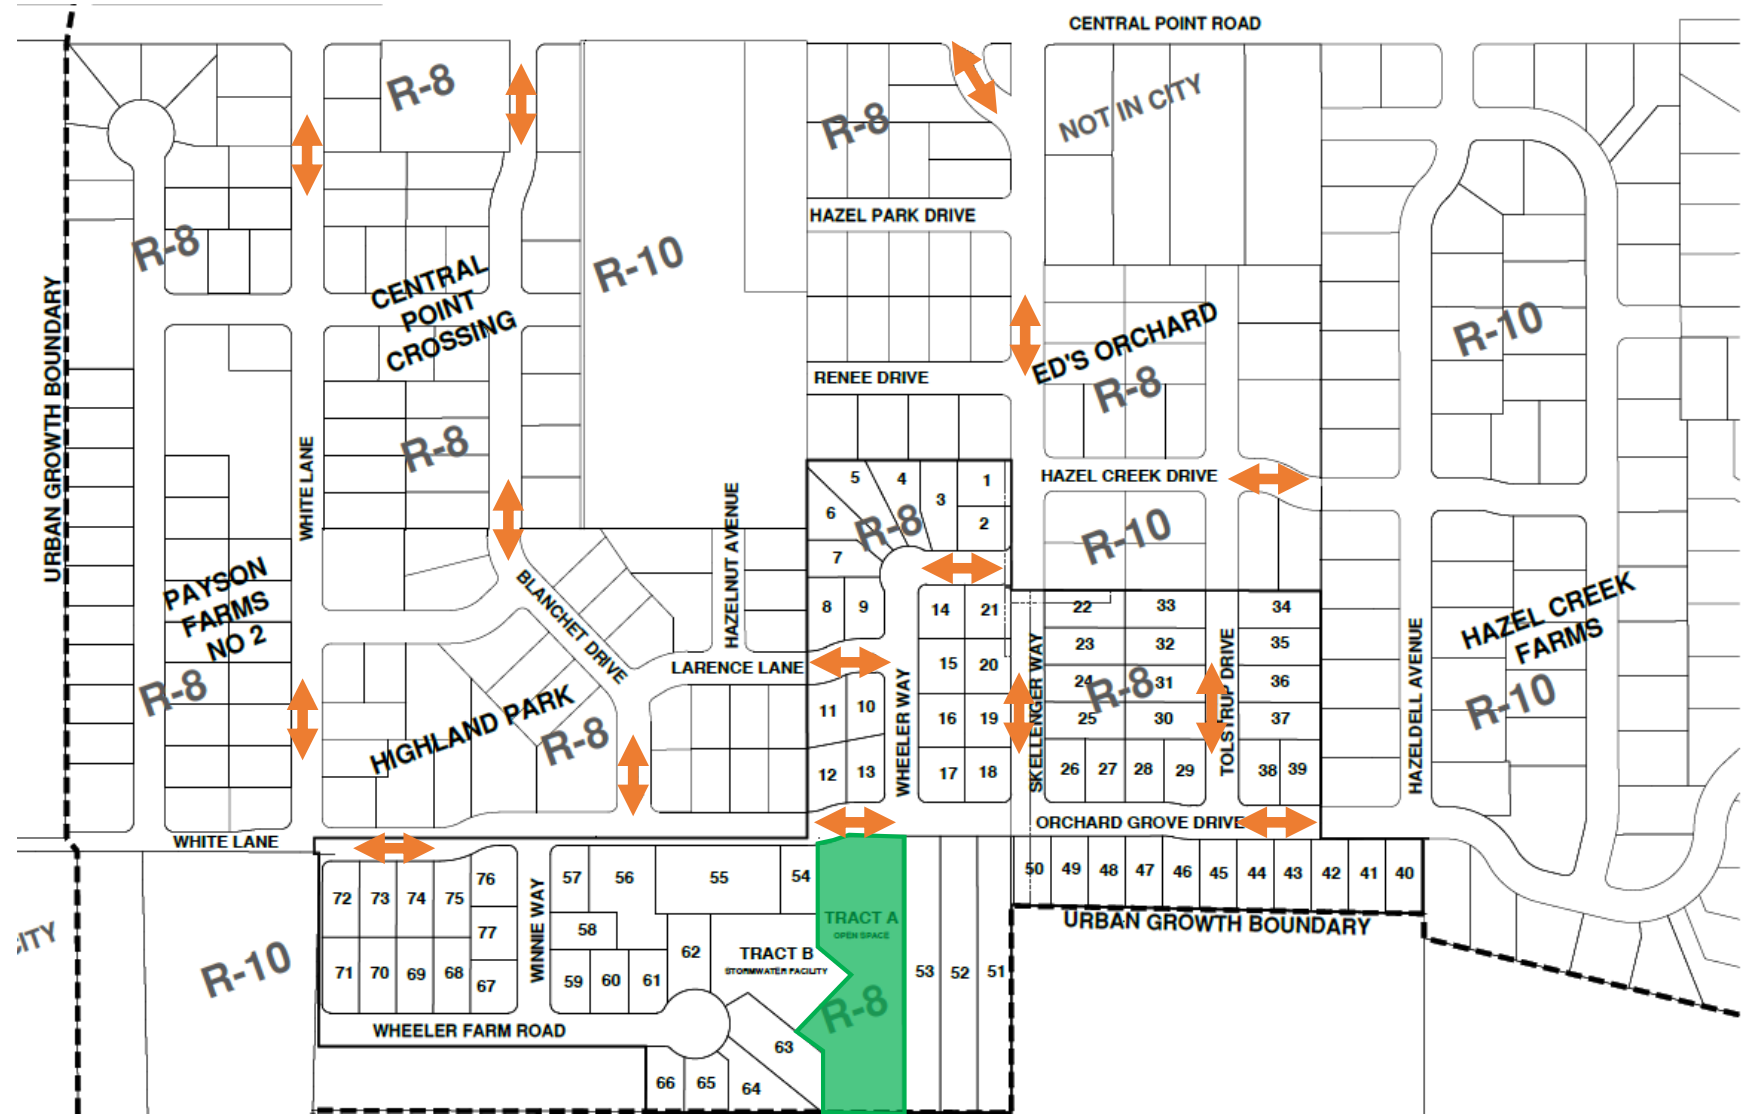 CENTRAL POINT ROAD
R-8
R-8
NOT IN CITY
HAZEL PARK DRIVE
R-8
R-10
CENTRAL
POINT
CROSSING
URBAN GROWTH BOUNDARY
R-10
ED'S ORCHARD
RENEE DRIVE
R-8
R-8
WHITE LANE
HAZEL CREEK DRIVE
HAZELNUT AVENUE
5
4
3
1
6
R-8
2
R-10
7
PAYSON
FARMS
NO 2
BLANCHET DRIVE
8
9
14
21
22
33
34
HAZEL CREEK
FARMS
23
32
35
LARENCE LANE
15
20
SKELLENGER WAY
TOLSTRUP DRIVE
HAZELDELL AVENUE
R-8
24
R-8
31
36
R-10
HIGHLAND PARK
R-8
11
10
WHEELER WAY
16
19
25
30
37
12
13
17
18
26
27
28
29
38
39
ORCHARD GROVE DRIVE
WHITE LANE
72
73
74
75
76
WINNIE WAY
57
56
55
54
50
49
48
47
46
45
44
43
42
41
40
TRACT A
OPEN SPACE
URBAN GROWTH BOUNDARY
77
58
62
TRACT B
STORMWATER FACILITY
ITY
R-10
71
70
69
68
67
59
60
61
53
52
51
R-8
WHEELER FARM ROAD
63
66
65
64